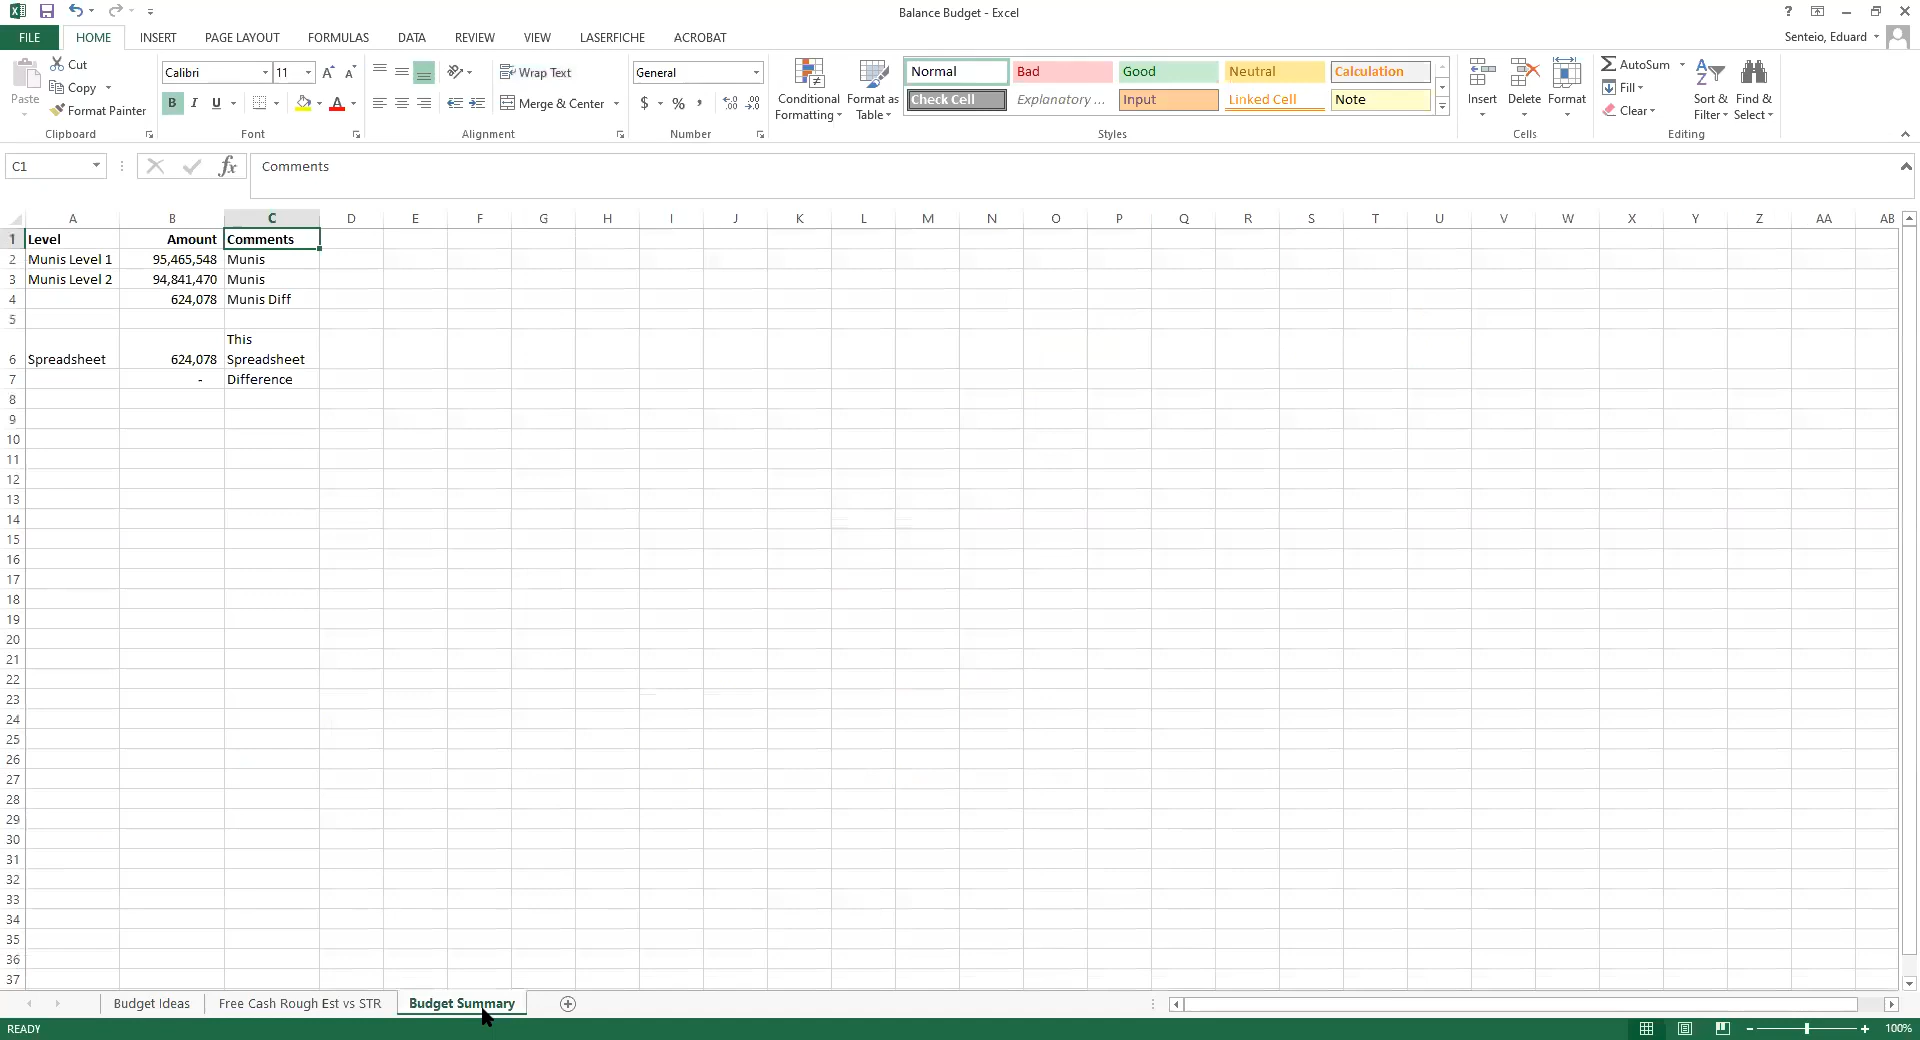 Balance Budget - Excel
FILE HOME INSERT PAGE LAYOUT FORMULAS DATA REVIEW VIEW LASERFICHE ACROBAT Senteio, Eduard
Paste
Cut
Copy
Format Painter
Clipboard
Calibri 11
B I U
Font
Wrap Text
Merge & Center
Alignment
General
$ % ,
Number
Conditional Formatting
Format as Table
Normal Bad Good Neutral Calculation
Check Cell Explanatory ... Input Linked Cell Note
Styles
Insert Delete Format
Cells
AutoSum
Fill
Clear
Sort & Filter
Find & Select
Editing
C1 fx Comments
A B C D E F G H I J K L M N O P Q R S T U V W X Y Z AA AB
1 Level Amount Comments
2 Munis Level 1 95,465,548 Munis
3 Munis Level 2 94,841,470 Munis
4 624,078 Munis Diff
5
This
6 Spreadsheet 624,078 Spreadsheet
7 - Difference
8
9
10
11
12
13
14
15
16
17
18
19
20
21
22
23
24
25
26
27
28
29
30
31
32
33
34
35
36
37
Budget Ideas Free Cash Rough Est vs STR Budget Summary
READY 100%